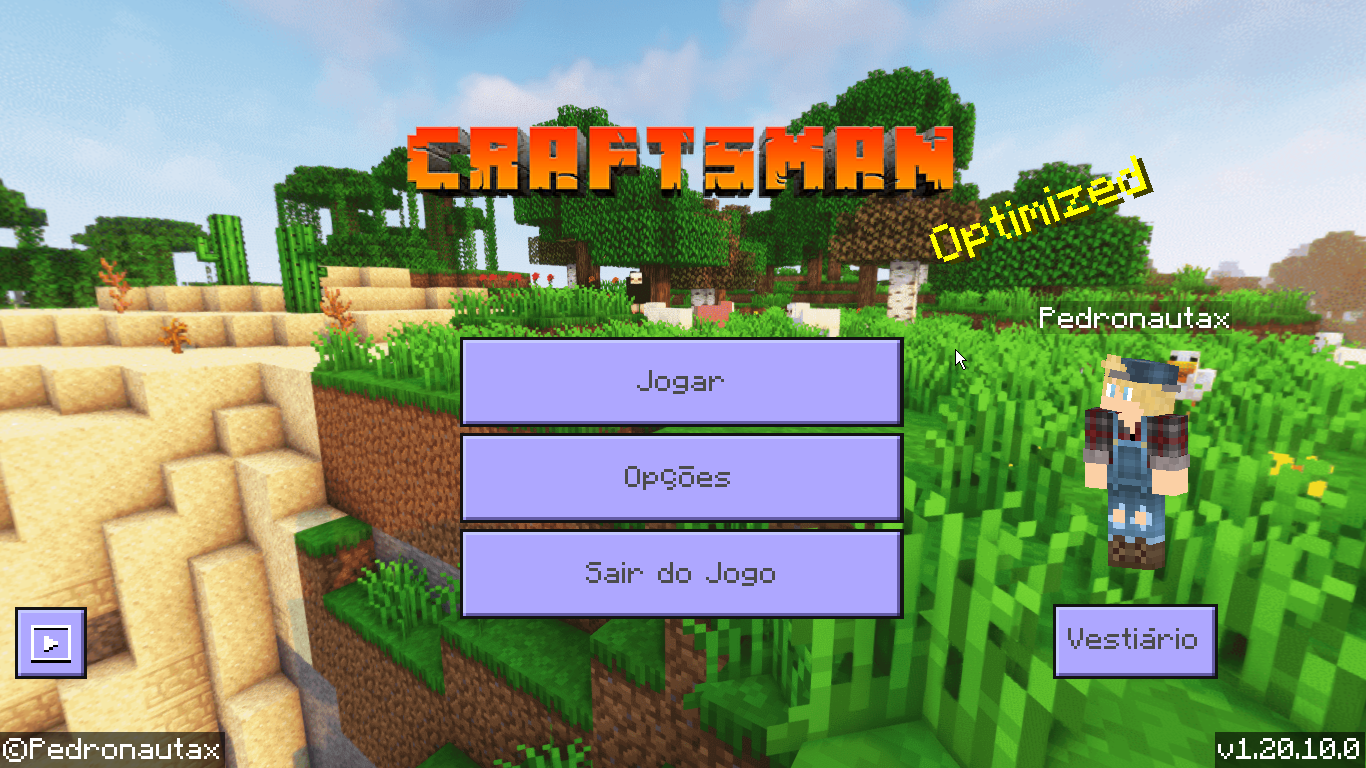 CRAFTSMAN
Optimized
Pedronautax
Jogar
Opções
Sair do Jogo
Vestiário
©Pedronautax
v1.20.10.0